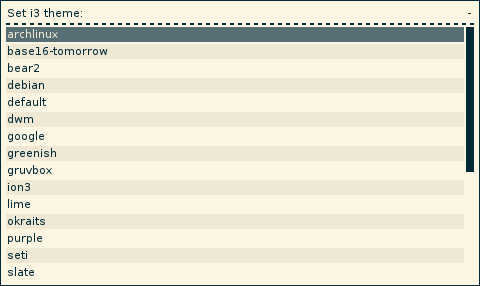 Set i3 theme: -
archlinux
base16-tomorrow
bear2
debian
default
dwm
google
greenish
gruvbox
ion3
lime
okraits
purple
seti
slate